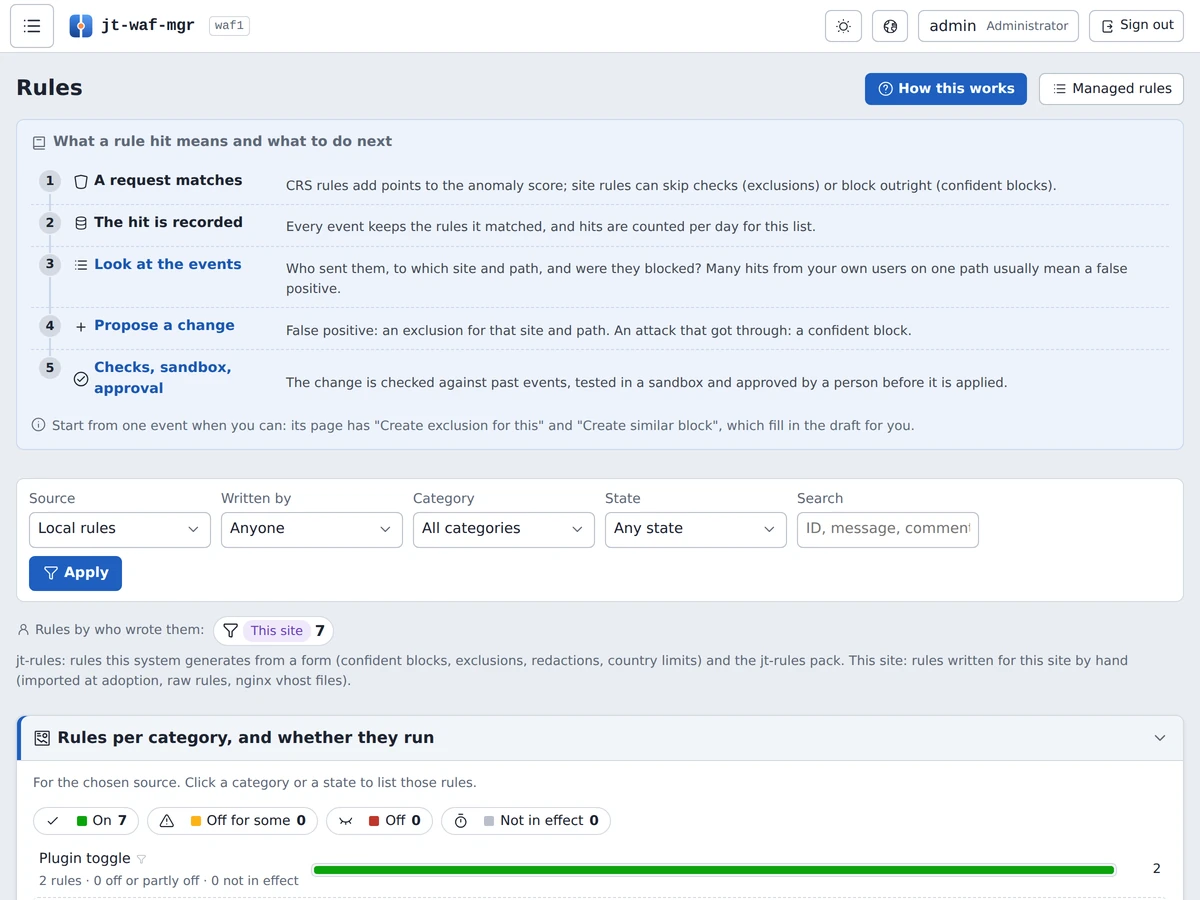 jt-waf-mgr waf1 admin Administrator Sign out
Rules How this works Managed rules
What a rule hit means and what to do next
1 A request matches CRS rules add points to the anomaly score; site rules can skip checks (exclusions) or block outright (confident blocks).
2 The hit is recorded Every event keeps the rules it matched, and hits are counted per day for this list.
3 Look at the events Who sent them, to which site and path, and were they blocked? Many hits from your own users on one path usually mean a false
positive.
4 Propose a change False positive: an exclusion for that site and path. An attack that got through: a confident block.
5 Checks, sandbox,
approval The change is checked against past events, tested in a sandbox and approved by a person before it is applied.
Start from one event when you can: its page has "Create exclusion for this" and "Create similar block", which fill in the draft for you.
Source Written by Category State Search
Local rules Anyone All categories Any state ID, message, comment
Apply
Rules by who wrote them: This site 7
jt-rules: rules this system generates from a form (confident blocks, exclusions, redactions, country limits) and the jt-rules pack. This site: rules written for this site by hand
(imported at adoption, raw rules, nginx vhost files).
Rules per category, and whether they run
For the chosen source. Click a category or a state to list those rules.
On 7 Off for some 0 Off 0 Not in effect 0
Plugin toggle 2
2 rules · 0 off or partly off · 0 not in effect